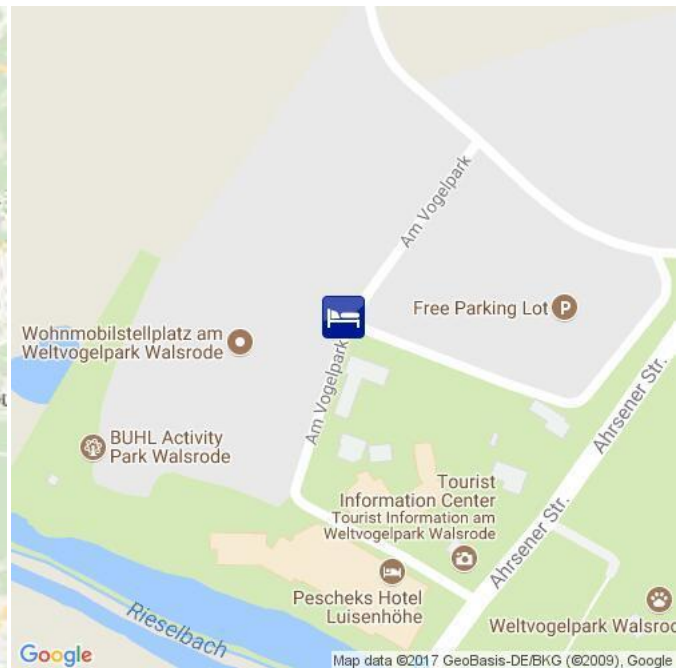 Am Vogelpark
Free Parking Lot P
Wohnmobilstellplatz am
Weltvogelpark Walsrode
Am Vogelpark
Ahrsener Str.
BUHL Activity
Park Walsrode
Tourist
Information Center
Tourist Information am
Weltvogelpark Walsrode
Ahrsener Str.
Pescheks Hotel
Luisenhöhe
Rieselbach
Weltvogelpark Walsro
Google
Map data ©2017 GeoBasis-DE/BKG (©2009), Google